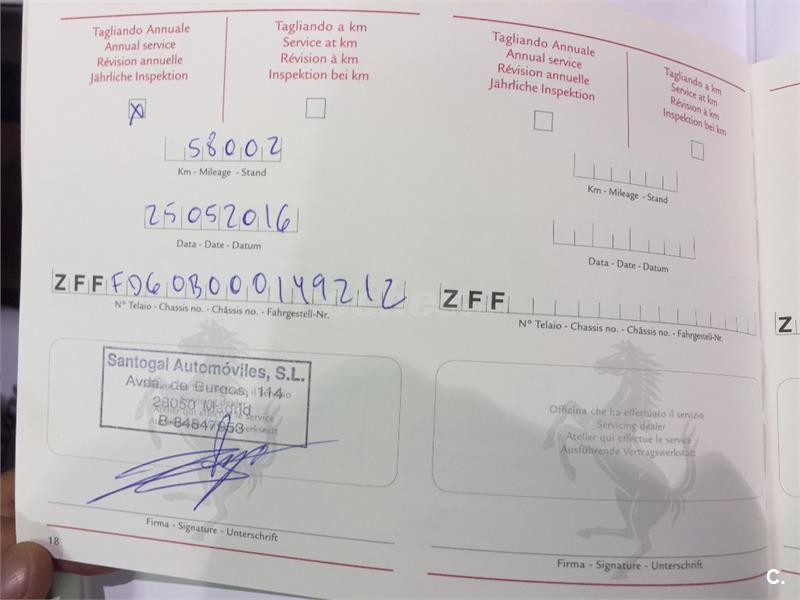 Tagliando Annuale
Annual service
Révision annuelle
Jährliche Inspektion
Tagliando a km
Service at km
Révision à km
Inspektion bei km
X
58002
Km - Mileage - Stand
25052016
Data - Date - Datum
ZFFFD60B000149212
N° Telaio - Chassis no. - Châssis no. - Fahrgestell-Nr.
Santogal Automóviles, S.L.
Avda. de Burgos, 114
28050 Madrid
B-84847953
Firma - Signature - Unterschrift
18
Tagliando Annuale
Annual service
Révision annuelle
Jährliche Inspektion
Tagliando a km
Service at km
Révision à km
Inspektion bei km
Km - Mileage - Stand
Data - Date - Datum
ZFF
N° Telaio - Chassis no. - Châssis no. - Fahrgestell-Nr.
Officina che ha effettuato il servizio
Servicing dealer
Atelier qui effectue le service
Ausführende Vertragswerkstatt
Firma - Signature - Unterschrift
Z
C.